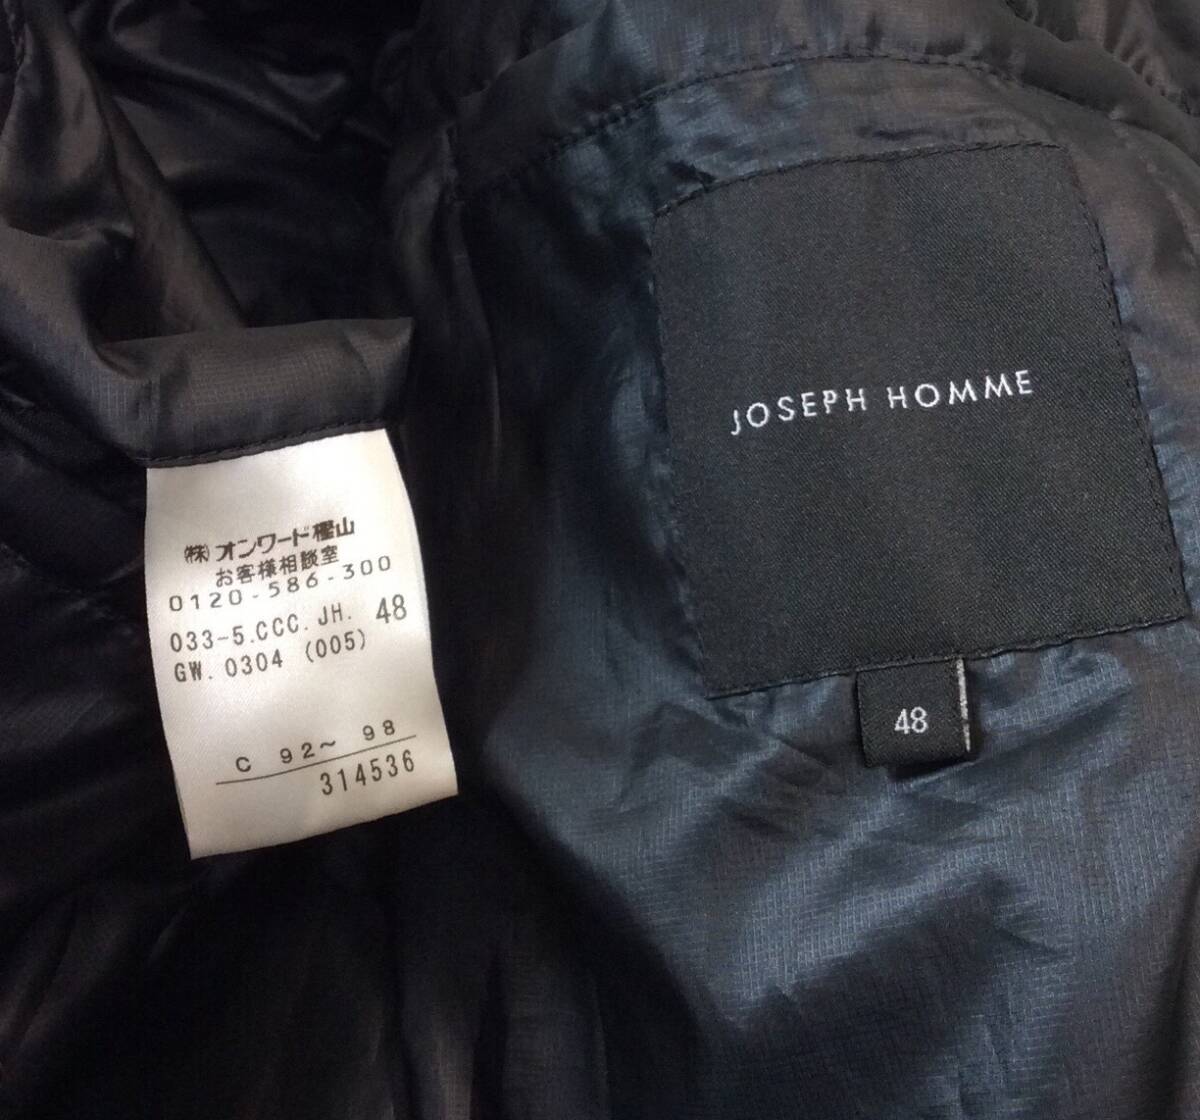 ㈱オンワード樫山
お客様相談室
0120-586-300
033-5.CCC.JH. 48
GW. 0304 (005)
C 92～ 98
314536
JOSEPH HOMME
48